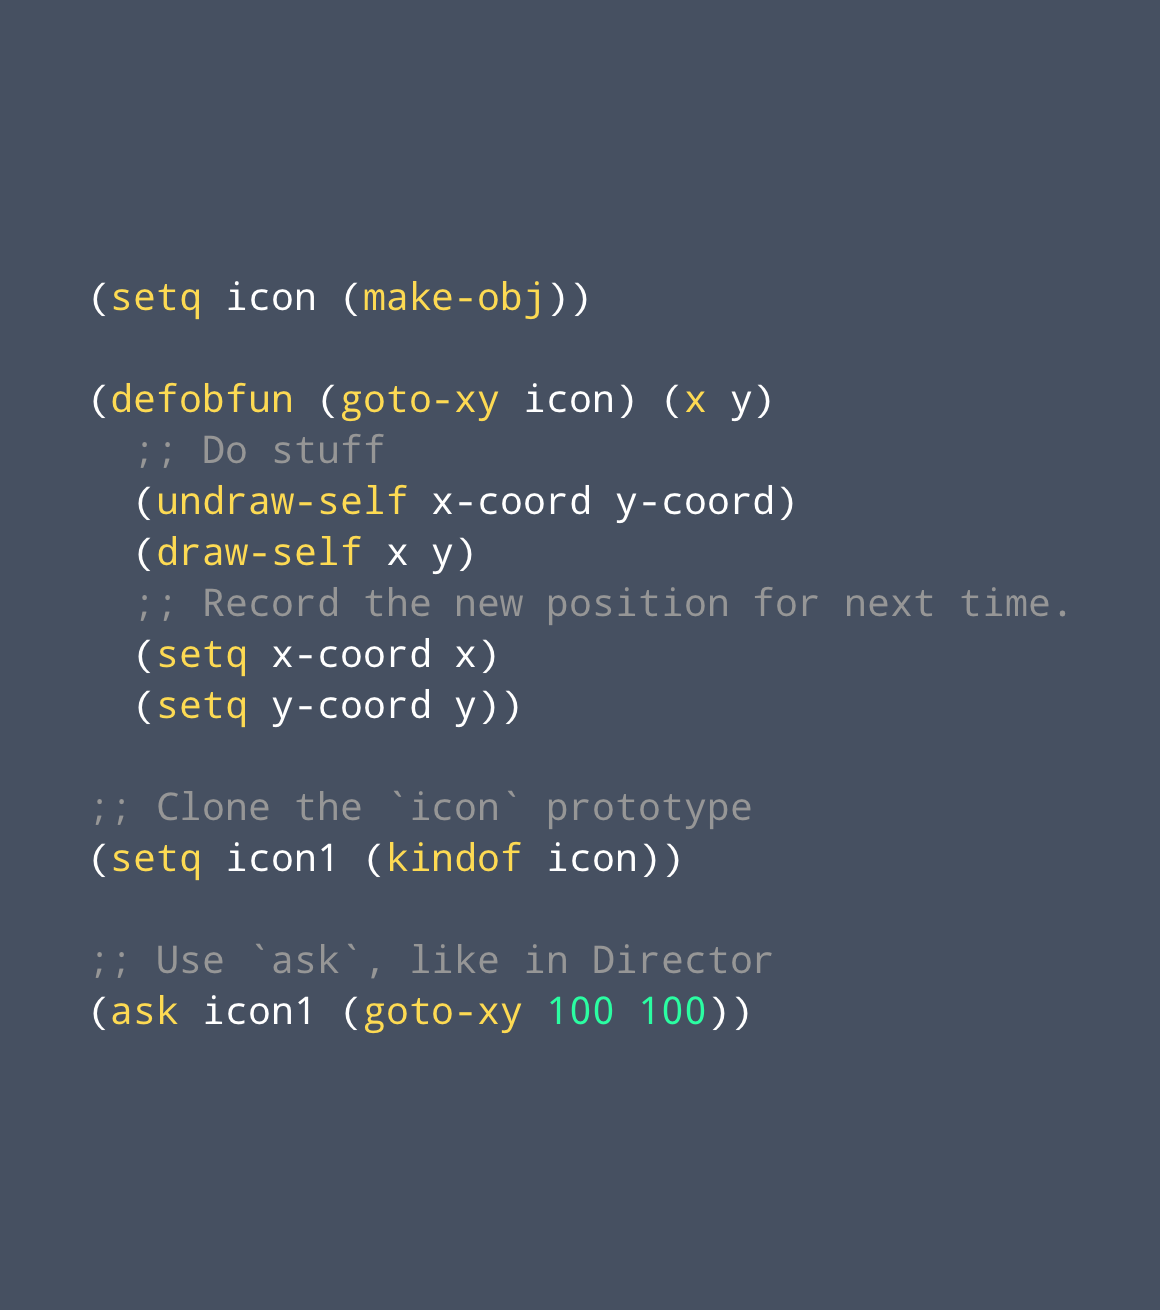 (setq icon (make-obj))

(defobfun (goto-xy icon) (x y)
  ;; Do stuff
  (undraw-self x-coord y-coord)
  (draw-self x y)
  ;; Record the new position for next time.
  (setq x-coord x)
  (setq y-coord y))

;; Clone the `icon` prototype
(setq icon1 (kindof icon))

;; Use `ask`, like in Director
(ask icon1 (goto-xy 100 100))